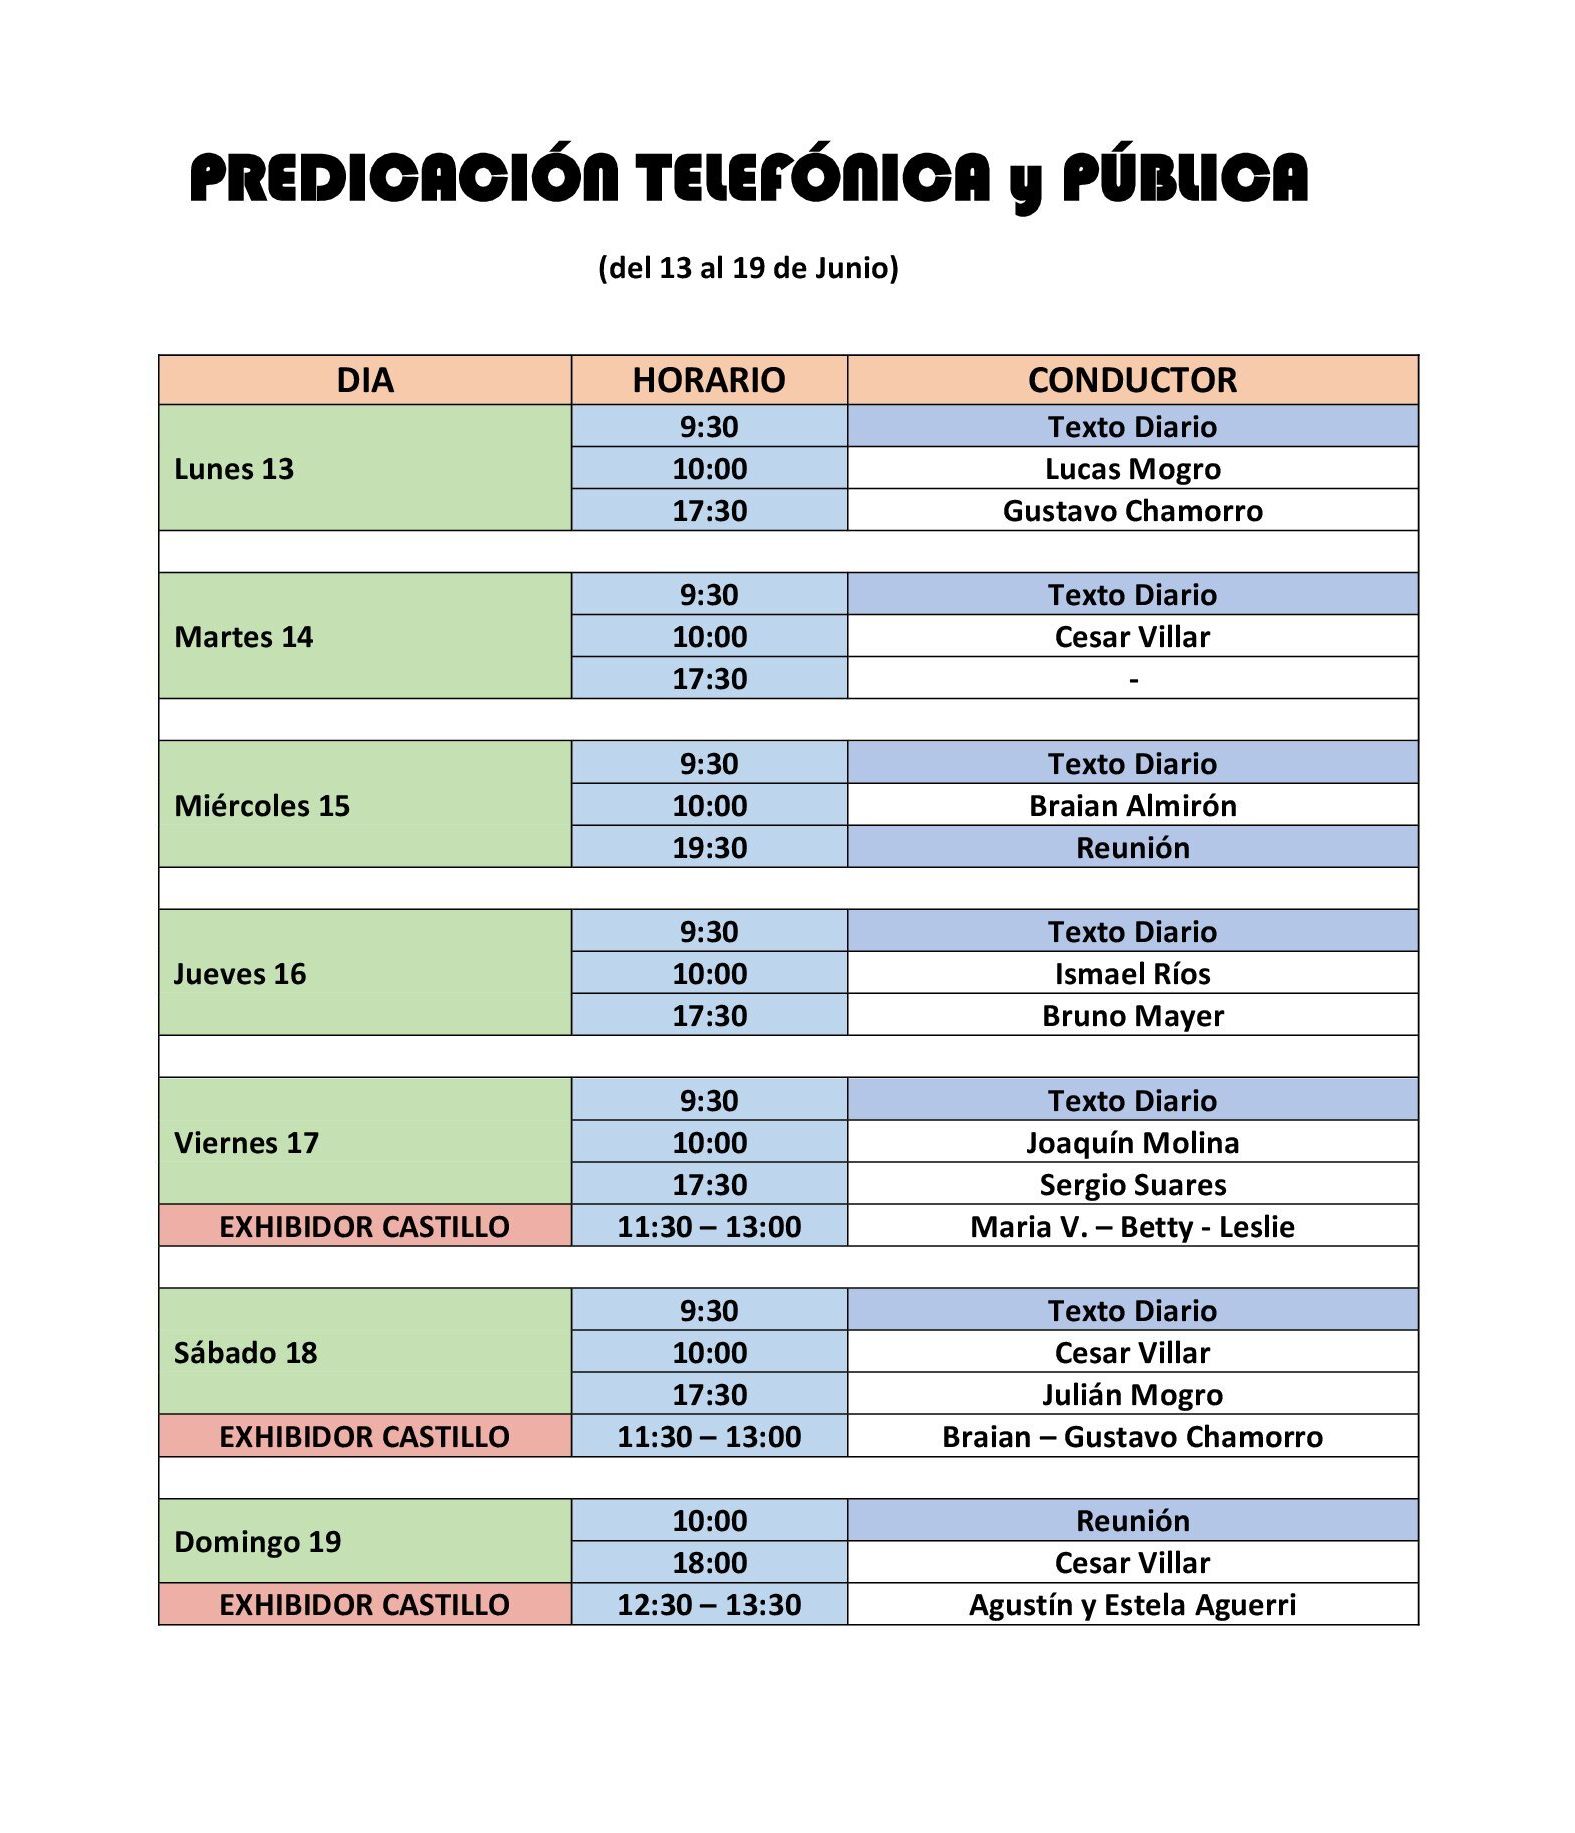 PREDICACIÓN TELEFÓNICA y PÚBLICA
(del 13 al 19 de Junio)
DIA HORARIO CONDUCTOR
Lunes 13
9:30 Texto Diario
10:00 Lucas Mogro
17:30 Gustavo Chamorro
Martes 14
9:30 Texto Diario
10:00 Cesar Villar
17:30 -
Miércoles 15
9:30 Texto Diario
10:00 Braian Almirón
19:30 Reunión
Jueves 16
9:30 Texto Diario
10:00 Ismael Ríos
17:30 Bruno Mayer
Viernes 17
9:30 Texto Diario
10:00 Joaquín Molina
17:30 Sergio Suares
EXHIBIDOR CASTILLO 11:30 – 13:00 Maria V. – Betty - Leslie
Sábado 18
9:30 Texto Diario
10:00 Cesar Villar
17:30 Julián Mogro
EXHIBIDOR CASTILLO 11:30 – 13:00 Braian – Gustavo Chamorro
Domingo 19
10:00 Reunión
18:00 Cesar Villar
EXHIBIDOR CASTILLO 12:30 – 13:30 Agustín y Estela Aguerri